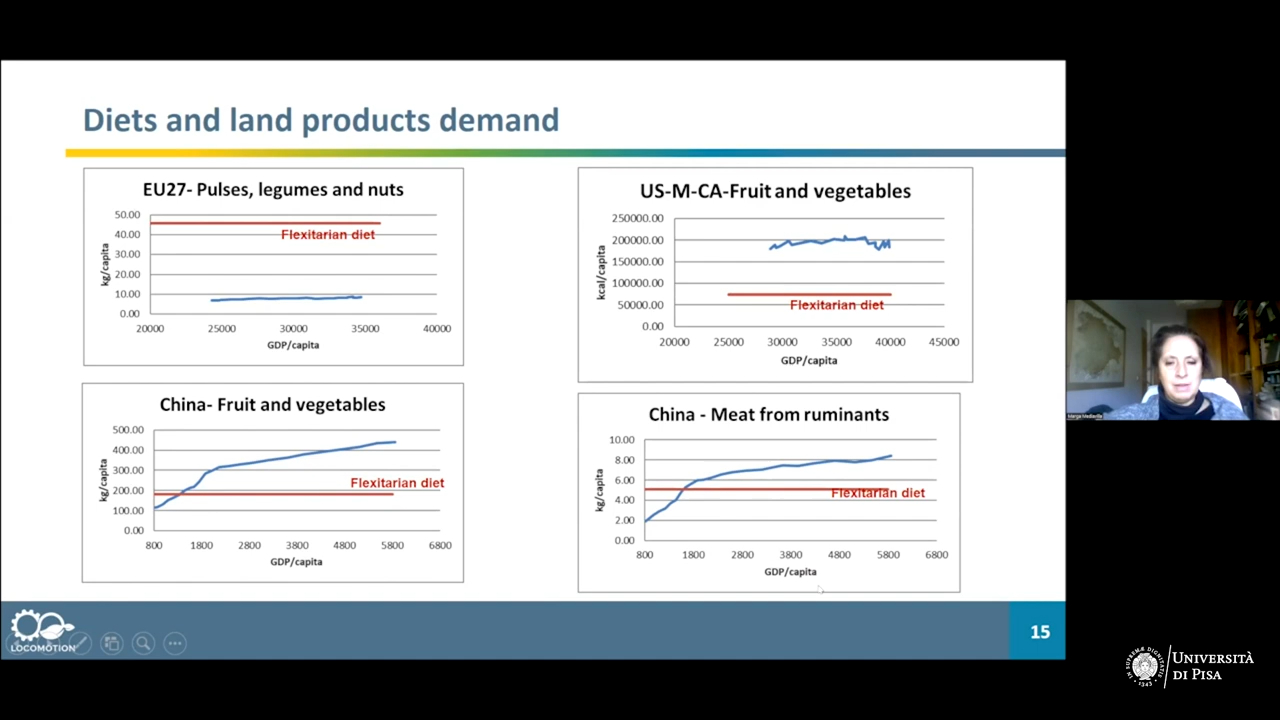 Diets and land products demand
EU27- Pulses, legumes and nuts
50.00
40.00
30.00
20.00
10.00
0.00
kg/capita
Flexitarian diet
20000 25000 30000 35000 40000
GDP/capita
US-M-CA-Fruit and vegetables
250000.00
200000.00
150000.00
100000.00
50000.00
0.00
kcal/capita
Flexitarian diet
20000 25000 30000 35000 40000 45000
GDP/capita
China- Fruit and vegetables
500.00
400.00
300.00
200.00
100.00
0.00
kg/capita
Flexitarian diet
800 1800 2800 3800 4800 5800 6800
GDP/capita
China - Meat from ruminants
10.00
8.00
6.00
4.00
2.00
0.00
kg/capita
Flexitarian diet
800 1800 2800 3800 4800 5800 6800
GDP/capita
LOCOMOTION
15
Marga Mediavilla
UNIVERSITÀ
DI PISA
1343